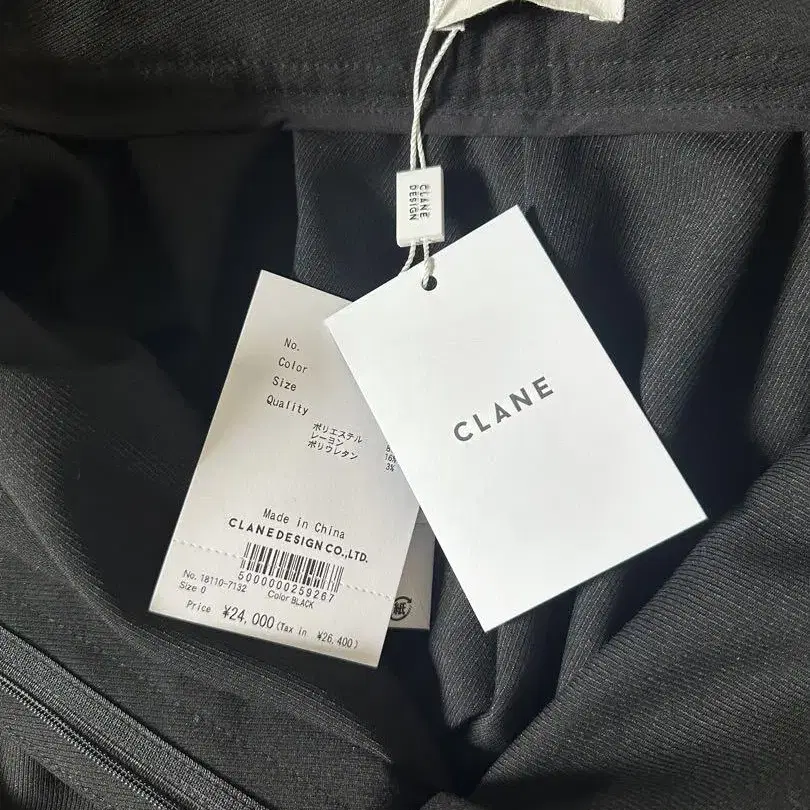 CLANE
DESIGN
CLANE
No.
Color
Size
Quality
ポリエステル
レーヨン 16%
ポリウレタン 3%
Made in China
CLANE DESIGN CO.,LTD.
5000000259267
No. 18110-7132
Size 0 Color BLACK
Price ¥24,000(Tax in ¥26,400)
紙